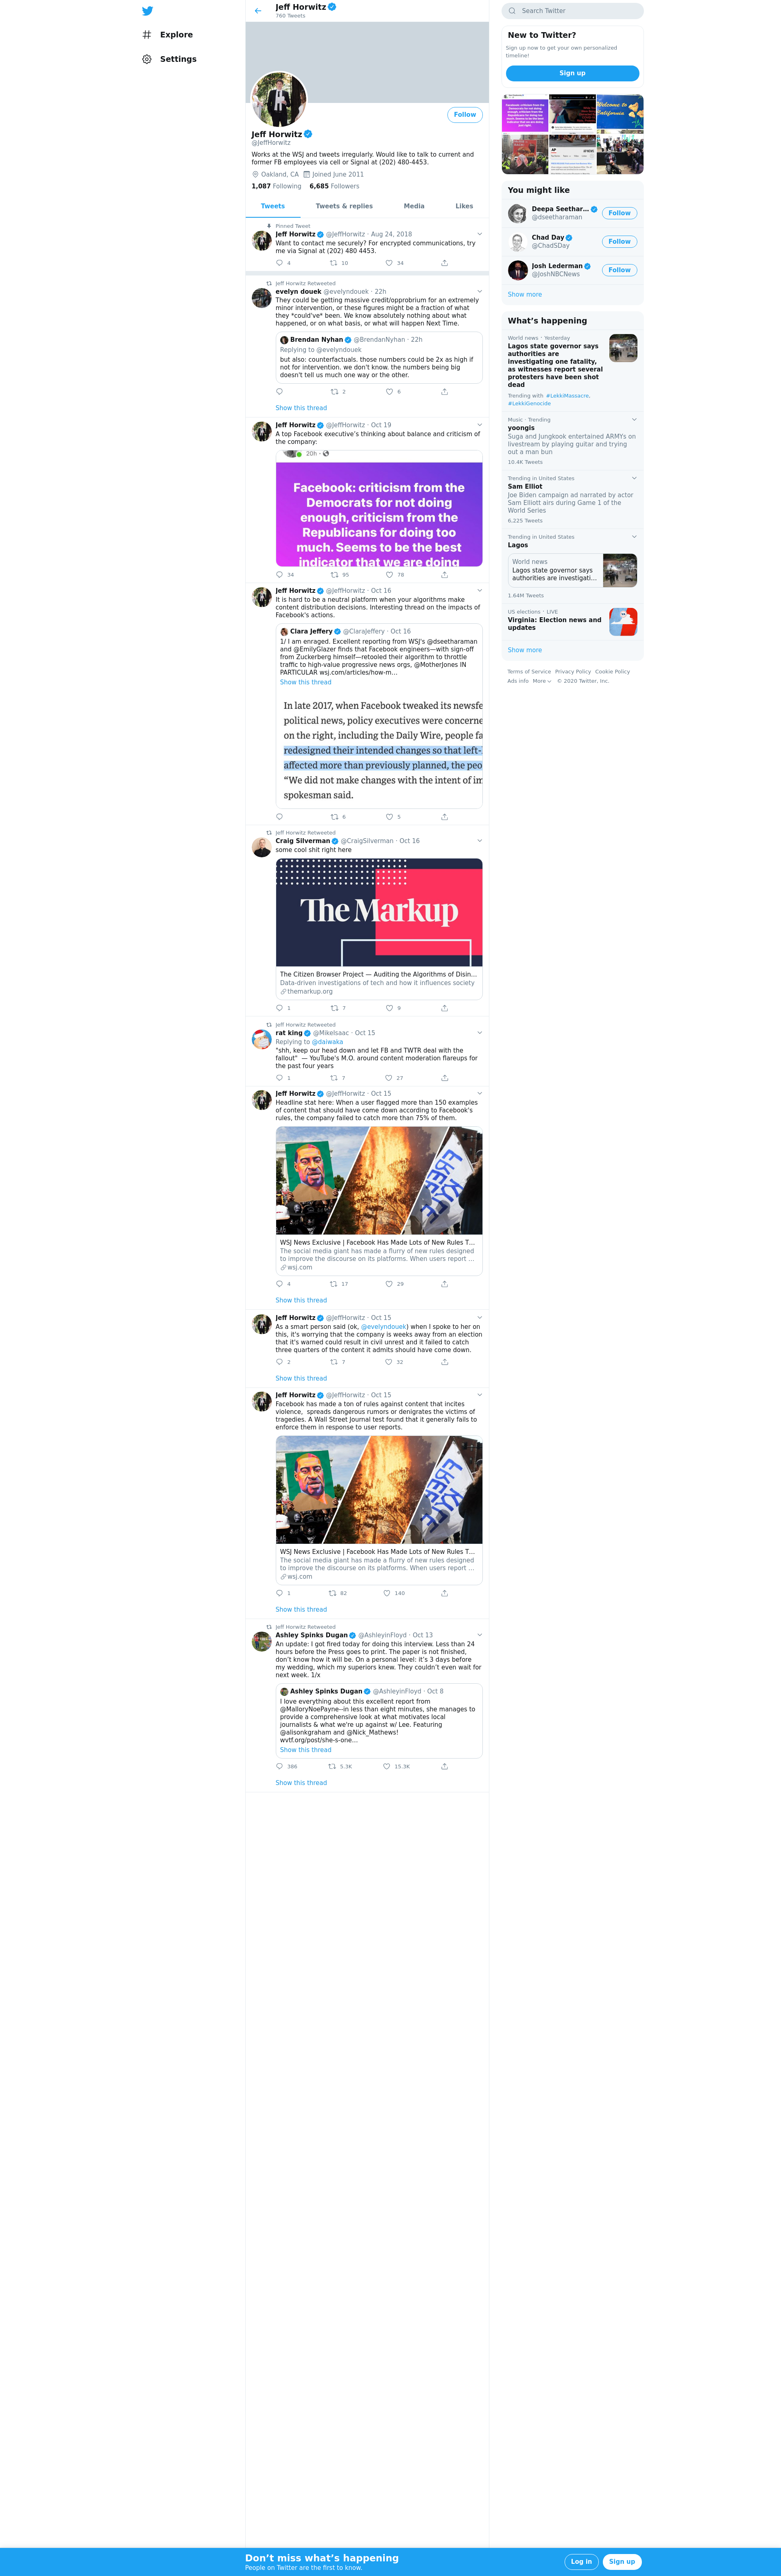 Explore
Settings
Jeff Horwitz
760 Tweets
Follow
Jeff Horwitz
@JeffHorwitz
Works at the WSJ and tweets irregularly. Would like to talk to current and
former FB employees via cell or Signal at (202) 480-4453.
Oakland, CA Joined June 2011
1,087 Following 6,685 Followers
Tweets Tweets & replies Media Likes
Pinned Tweet
Jeff Horwitz @JeffHorwitz · Aug 24, 2018
Want to contact me securely? For encrypted communications, try
me via Signal at (202) 480 4453.
4 10 34
Jeff Horwitz Retweeted
evelyn douek @evelyndouek · 22h
They could be getting massive credit/opprobrium for an extremely
minor intervention, or these figures might be a fraction of what
they *could've* been. We know absolutely nothing about what
happened, or on what basis, or what will happen Next Time.
Brendan Nyhan @BrendanNyhan · 22h
Replying to @evelyndouek
but also: counterfactuals. those numbers could be 2x as high if
not for intervention. we don't know. the numbers being big
doesn't tell us much one way or the other.
2 6
Show this thread
Jeff Horwitz @JeffHorwitz · Oct 19
A top Facebook executive's thinking about balance and criticism of
the company:
20h ·
Facebook: criticism from the
Democrats for not doing
enough, criticism from the
Republicans for doing too
much. Seems to be the best
indicator that we are doing
34 95 78
Jeff Horwitz @JeffHorwitz · Oct 16
It is hard to be a neutral platform when your algorithms make
content distribution decisions. Interesting thread on the impacts of
Facebook's actions.
Clara Jeffery @ClaraJeffery · Oct 16
1/ I am enraged. Excellent reporting from WSJ's @dseetharaman
and @EmilyGlazer finds that Facebook engineers—with sign-off
from Zuckerberg himself—retooled their algorithm to throttle
traffic to high-value progressive news orgs, @MotherJones IN
PARTICULAR wsj.com/articles/how-m…
Show this thread
In late 2017, when Facebook tweaked its newsfe
political news, policy executives were concerne
on the right, including the Daily Wire, people fa
redesigned their intended changes so that left-
affected more than previously planned, the peo
“We did not make changes with the intent of im
spokesman said.
6 5
Jeff Horwitz Retweeted
Craig Silverman @CraigSilverman · Oct 16
some cool shit right here
The Markup
The Citizen Browser Project — Auditing the Algorithms of Disin…
Data-driven investigations of tech and how it influences society
themarkup.org
1 7 9
Jeff Horwitz Retweeted
rat king @MikeIsaac · Oct 15
Replying to @daiwaka
"shh, keep our head down and let FB and TWTR deal with the
fallout" — YouTube's M.O. around content moderation flareups for
the past four years
1 7 27
Jeff Horwitz @JeffHorwitz · Oct 15
Headline stat here: When a user flagged more than 150 examples
of content that should have come down according to Facebook's
rules, the company failed to catch more than 75% of them.
FREE KYLE
WSJ News Exclusive | Facebook Has Made Lots of New Rules T…
The social media giant has made a flurry of new rules designed
to improve the discourse on its platforms. When users report …
wsj.com
4 17 29
Show this thread
Jeff Horwitz @JeffHorwitz · Oct 15
As a smart person said (ok, @evelyndouek) when I spoke to her on
this, it's worrying that the company is weeks away from an election
that it's warned could result in civil unrest and it failed to catch
three quarters of the content it admits should have come down.
2 7 32
Show this thread
Jeff Horwitz @JeffHorwitz · Oct 15
Facebook has made a ton of rules against content that incites
violence, spreads dangerous rumors or denigrates the victims of
tragedies. A Wall Street Journal test found that it generally fails to
enforce them in response to user reports.
FREE KYLE
WSJ News Exclusive | Facebook Has Made Lots of New Rules T…
The social media giant has made a flurry of new rules designed
to improve the discourse on its platforms. When users report …
wsj.com
1 82 140
Show this thread
Jeff Horwitz Retweeted
Ashley Spinks Dugan @AshleyinFloyd · Oct 13
An update: I got fired today for doing this interview. Less than 24
hours before the Press goes to print. The paper is not finished,
don't know how it will be. On a personal level: it's 3 days before
my wedding, which my superiors knew. They couldn't even wait for
next week. 1/x
Ashley Spinks Dugan @AshleyinFloyd · Oct 8
I love everything about this excellent report from
@MalloryNoePayne--in less than eight minutes, she manages to
provide a comprehensive look at what motivates local
journalists & what we're up against w/ Lee. Featuring
@alisonkgraham and @Nick_Mathews!
wvtf.org/post/she-s-one…
Show this thread
386 5.3K 15.3K
Show this thread
Search Twitter
New to Twitter?
Sign up now to get your own personalized
timeline!
Sign up
Welcome to
California
You might like
Deepa Seethar…
@dseetharaman
Follow
Chad Day
@ChadSDay
Follow
Josh Lederman
@JoshNBCNews
Follow
Show more
What's happening
World news · Yesterday
Lagos state governor says
authorities are
investigating one fatality,
as witnesses report several
protesters have been shot
dead
Trending with #LekkiMassacre,
#LekkiGenocide
Music · Trending
yoongis
Suga and Jungkook entertained ARMYs on
livestream by playing guitar and trying
out a man bun
10.4K Tweets
Trending in United States
Sam Elliot
Joe Biden campaign ad narrated by actor
Sam Elliott airs during Game 1 of the
World Series
6,225 Tweets
Trending in United States
Lagos
World news
Lagos state governor says
authorities are investigati…
1.64M Tweets
US elections · LIVE
Virginia: Election news and
updates
Show more
Terms of Service Privacy Policy Cookie Policy
Ads info More © 2020 Twitter, Inc.
Don't miss what's happening
People on Twitter are the first to know.
Log in Sign up